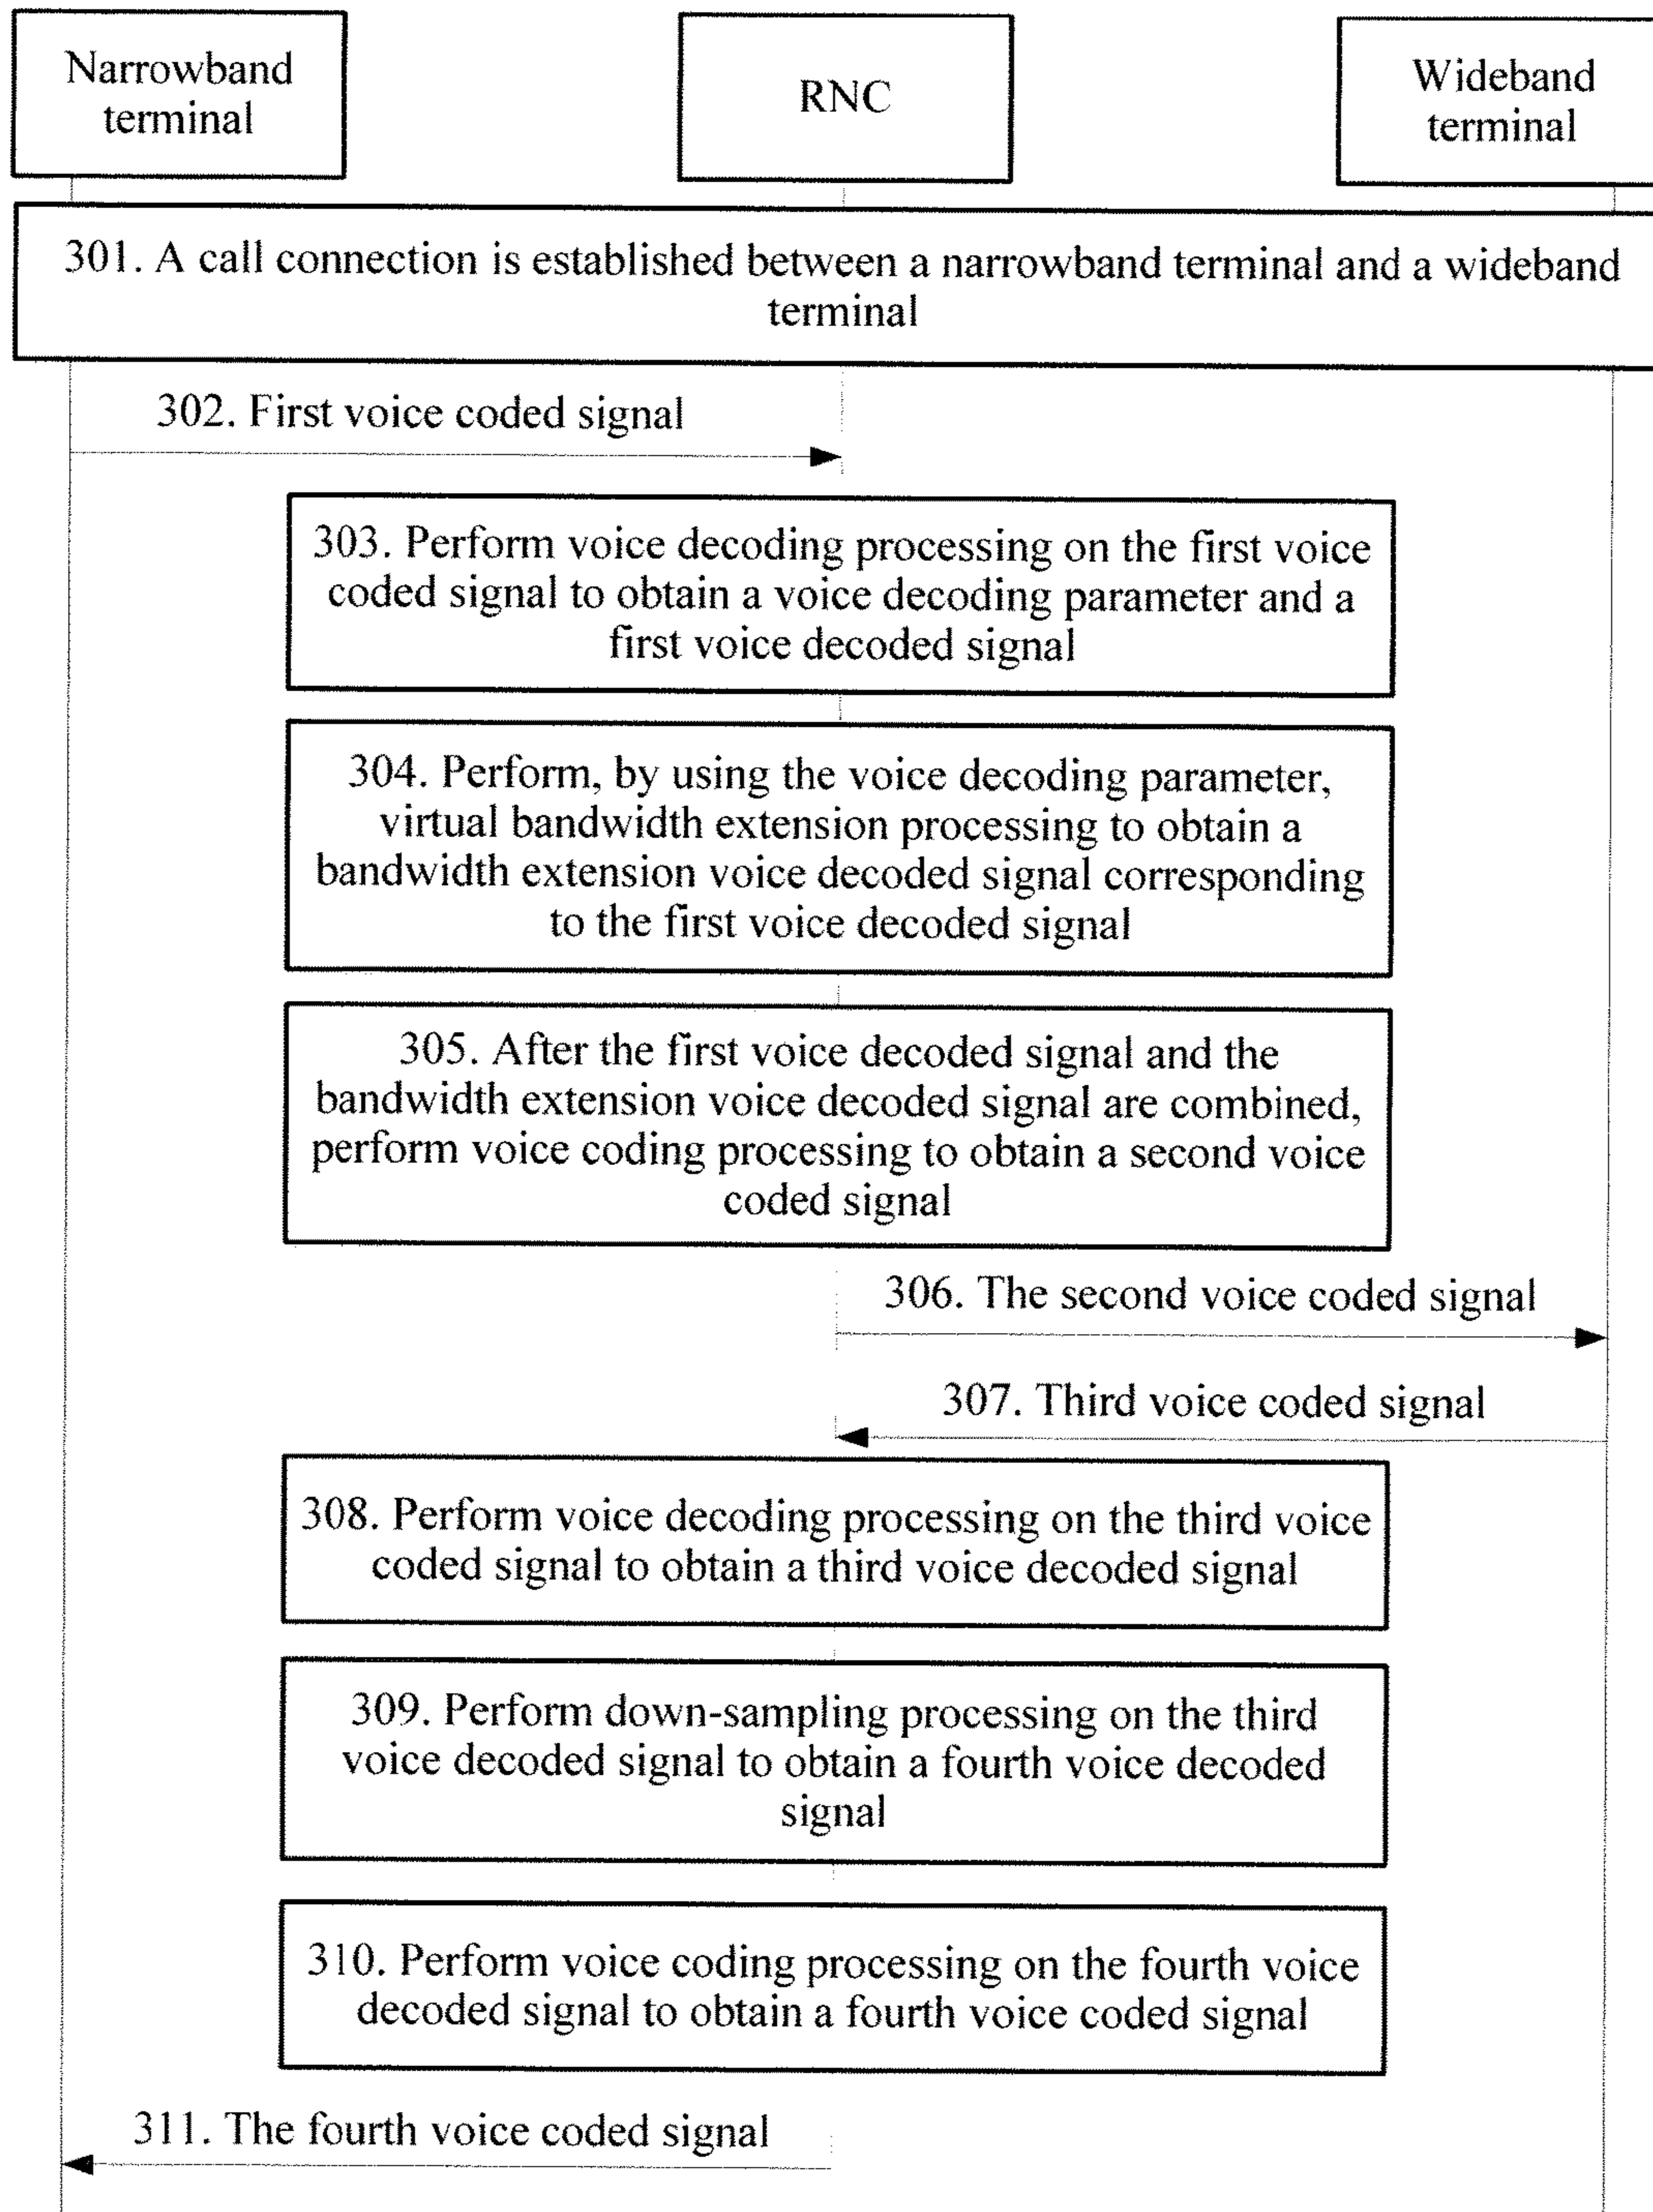 Narrowband
terminal
RNC
Wideband
terminal
301. A call connection is established between a narrowband terminal and a wideband
terminal
302. First voice coded signal
303. Perform voice decoding processing on the first voice
coded signal to obtain a voice decoding parameter and a
first voice decoded signal
304. Perform, by using the voice decoding parameter,
virtual bandwidth extension processing to obtain a
bandwidth extension voice decoded signal corresponding
to the first voice decoded signal
305. After the first voice decoded signal and the
bandwidth extension voice decoded signal are combined,
perform voice coding processing to obtain a second voice
coded signal
306. The second voice coded signal
307. Third voice coded signal
308. Perform voice decoding processing on the third voice
coded signal to obtain a third voice decoded signal
309. Perform down-sampling processing on the third
voice decoded signal to obtain a fourth voice decoded
signal
310. Perform voice coding processing on the fourth voice
decoded signal to obtain a fourth voice coded signal
311. The fourth voice coded signal